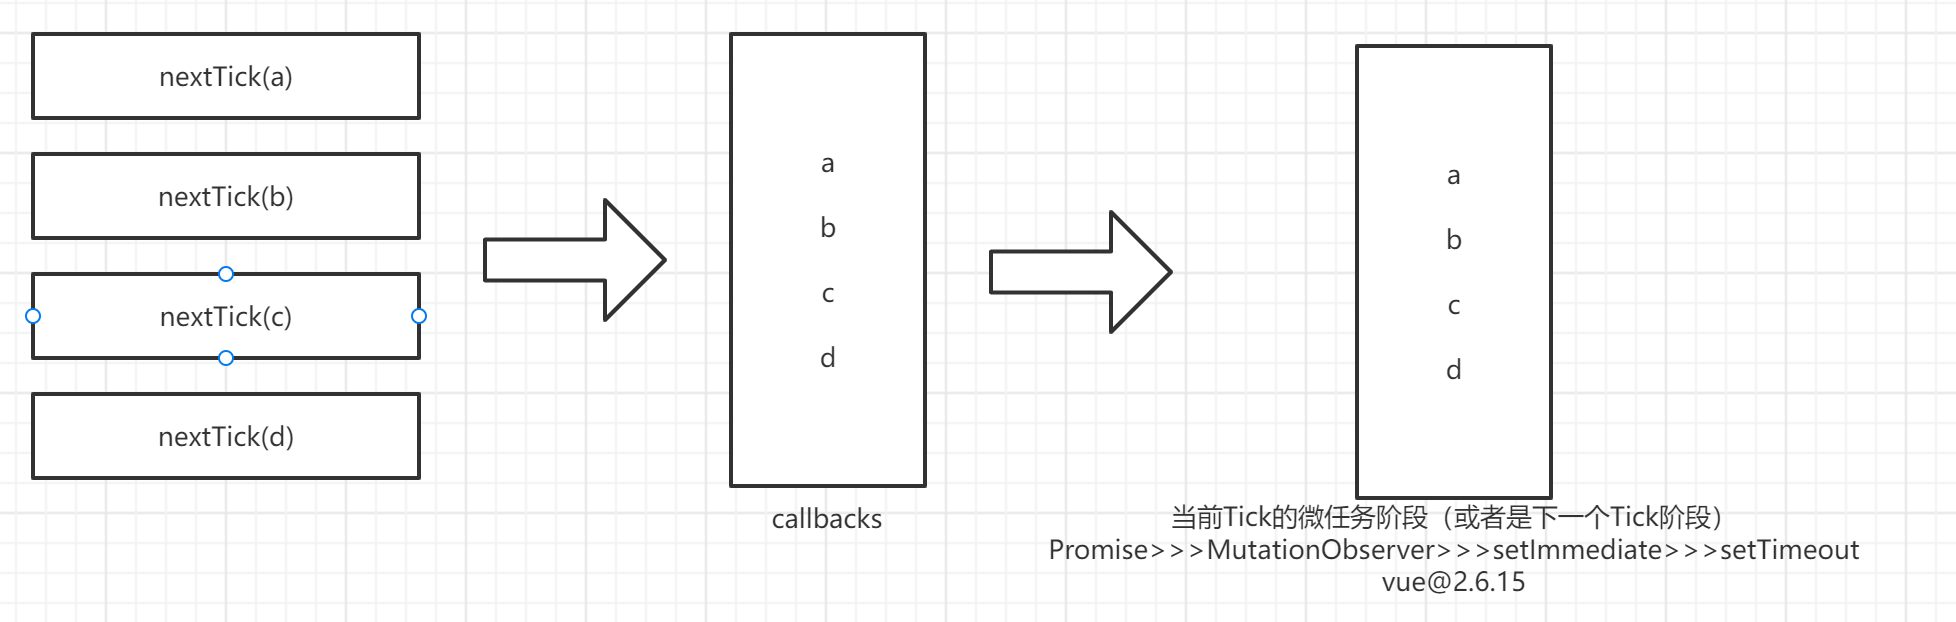 nextTick(a)
nextTick(b)
nextTick(c)
nextTick(d)
a
b
c
d
callbacks
a
b
c
d
当前Tick的微任务阶段（或者是下一个Tick阶段）
Promise>>>MutationObserver>>>setImmediate>>>setTimeout
vue@2.6.15